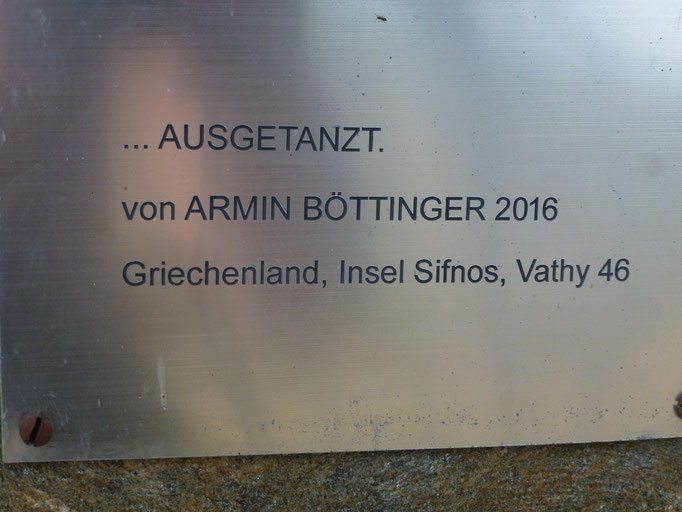 ... AUSGETANZT.
von ARMIN BÖTTINGER 2016
Griechenland, Insel Sifnos, Vathy 46